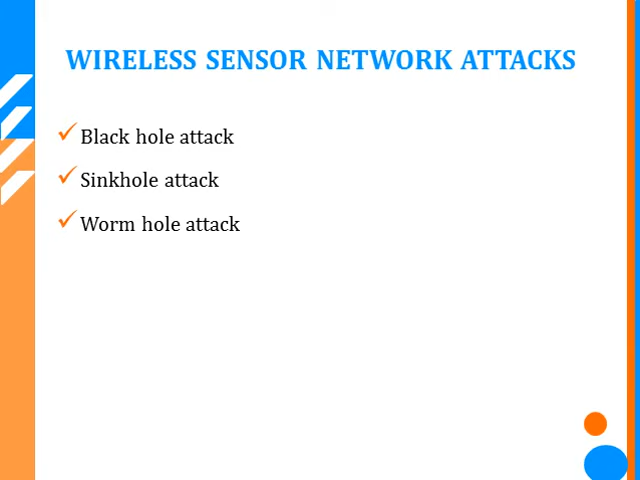 WIRELESS SENSOR NETWORK ATTACKS
Black hole attack
Sinkhole attack
Worm hole attack